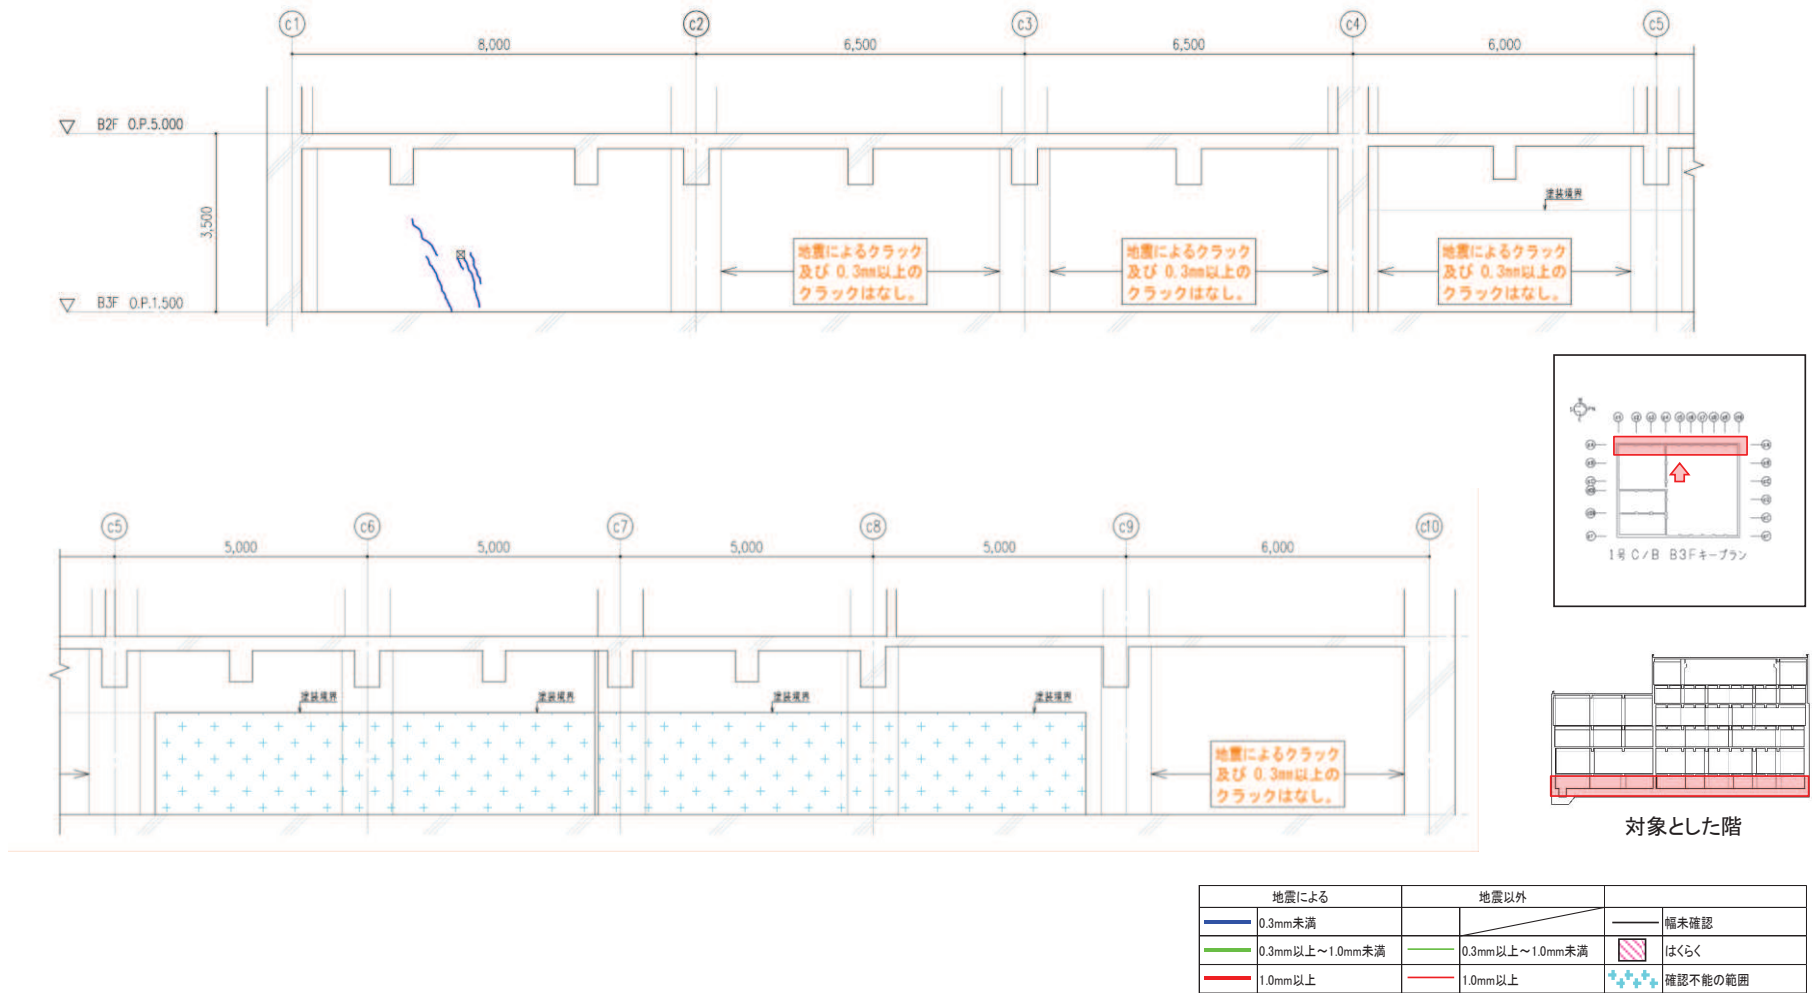 c1 c2 c3 c4 c5
8,000 6,500 6,500 6,000
B2F O.P.5.000
3,500
B3F O.P.1,500
塗装境界
地震によるクラック
及び 0.3mm以上の
クラックはなし。
地震によるクラック
及び 0.3mm以上の
クラックはなし。
地震によるクラック
及び 0.3mm以上の
クラックはなし。
1号 C/B B3Fキープラン
c5 c6 c7 c8 c9 c10
5,000 5,000 5,000 5,000 6,000
塗装境界 塗装境界 塗装境界 塗装境界
地震によるクラック
及び 0.3mm以上の
クラックはなし。
対象とした階
地震による 地震以外
0.3mm未満 幅未確認
0.3mm以上～1.0mm未満 0.3mm以上～1.0mm未満 はくらく
1.0mm以上 1.0mm以上 確認不能の範囲